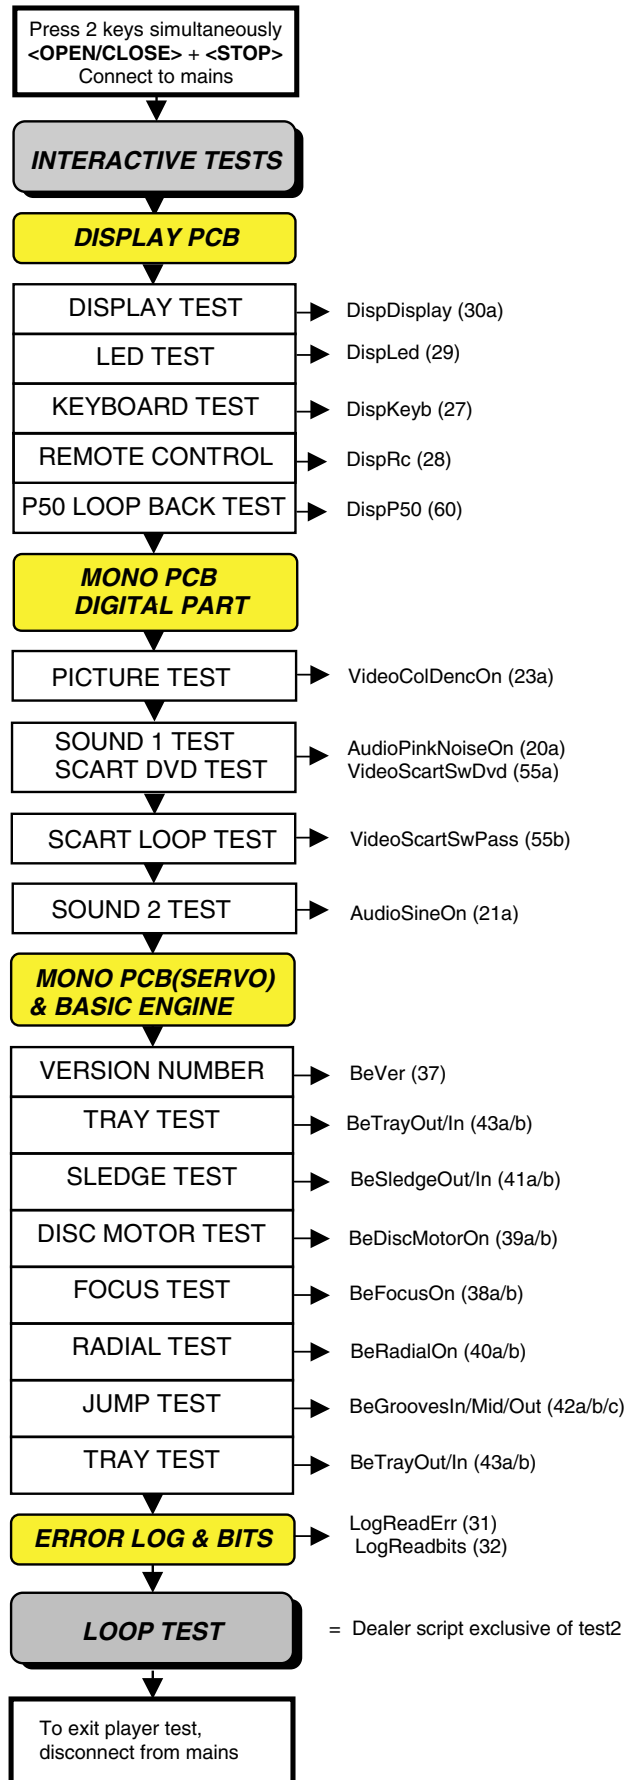 Press 2 keys simultaneously
<OPEN/CLOSE> + <STOP>
Connect to mains
INTERACTIVE TESTS
DISPLAY PCB
DISPLAY TEST
DispDisplay (30a)
LED TEST
DispLed (29)
KEYBOARD TEST
DispKeyb (27)
REMOTE CONTROL
DispRc (28)
P50 LOOP BACK TEST
DispP50 (60)
MONO PCB
DIGITAL PART
PICTURE TEST
VideoColDencOn (23a)
SOUND 1 TEST
SCART DVD TEST
AudioPinkNoiseOn (20a)
VideoScartSwDvd (55a)
SCART LOOP TEST
VideoScartSwPass (55b)
SOUND 2 TEST
AudioSineOn (21a)
MONO PCB(SERVO)
& BASIC ENGINE
VERSION NUMBER
BeVer (37)
TRAY TEST
BeTrayOut/In (43a/b)
SLEDGE TEST
BeSledgeOut/In (41a/b)
DISC MOTOR TEST
BeDiscMotorOn (39a/b)
FOCUS TEST
BeFocusOn (38a/b)
RADIAL TEST
BeRadialOn (40a/b)
JUMP TEST
BeGroovesIn/Mid/Out (42a/b/c)
TRAY TEST
BeTrayOut/In (43a/b)
ERROR LOG & BITS
LogReadErr (31)
LogReadbits (32)
LOOP TEST
= Dealer script exclusive of test2
To exit player test,
disconnect from mains